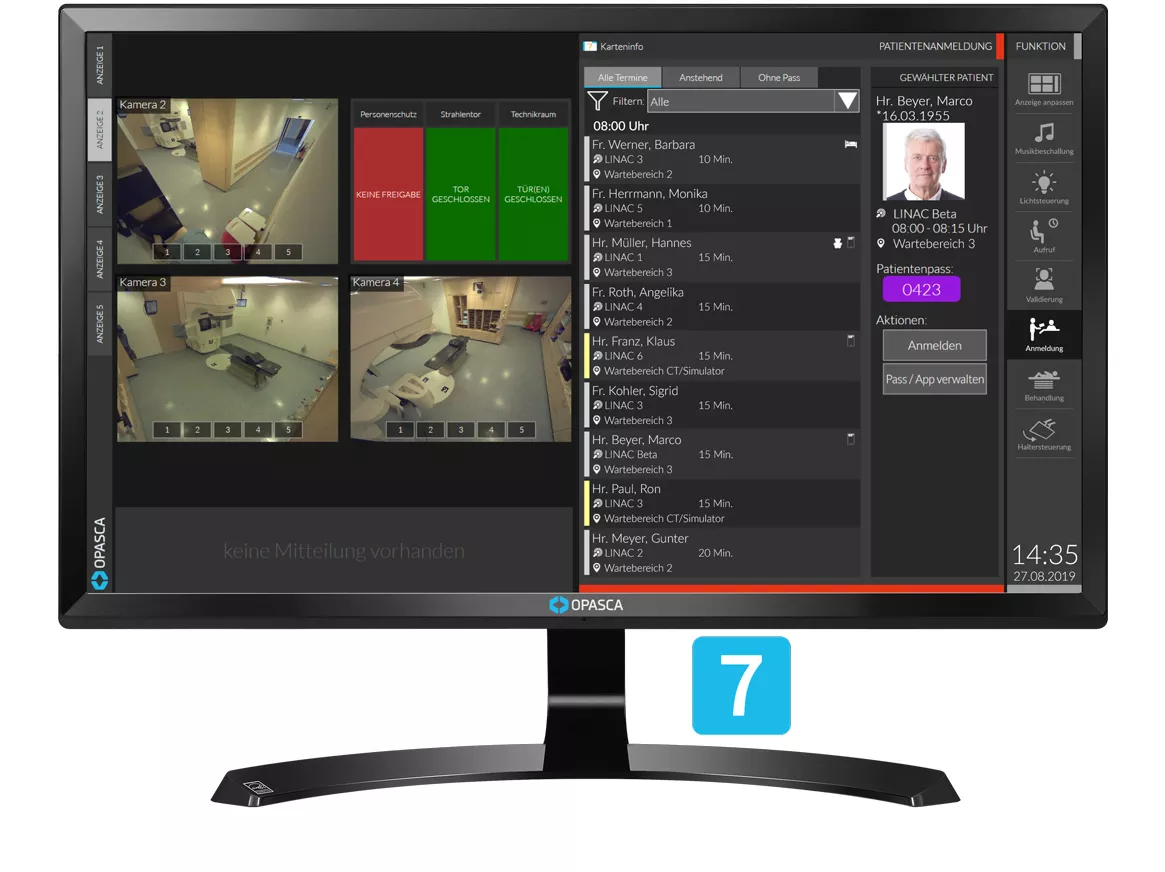 ANZEIGE 1
ANZEIGE 2
ANZEIGE 3
ANZEIGE 4
ANZEIGE 5
OPASCA
Kamera 2
1 2 3 4 5
Personenschutz Strahlentor Technikraum
KEINE FREIGABE
TOR
GESCHLOSSEN
TÜR(EN)
GESCHLOSSEN
Kamera 3
1 2 3 4 5
Kamera 4
1 2 3 4 5
keine Mitteilung vorhanden
7 Karteninfo
PATIENTENANMELDUNG
Alle Termine Anstehend Ohne Pass
Filtern: Alle
08:00 Uhr
Fr. Werner, Barbara
LINAC 3 10 Min.
Wartebereich 2
Fr. Herrmann, Monika
LINAC 5 10 Min.
Wartebereich 1
Hr. Müller, Hannes
LINAC 1 15 Min.
Wartebereich 3
Fr. Roth, Angelika
LINAC 4 15 Min.
Wartebereich 2
Hr. Franz, Klaus
LINAC 6 15 Min.
Wartebereich CT/Simulator
Fr. Kohler, Sigrid
LINAC 3 15 Min.
Wartebereich 3
Hr. Beyer, Marco
LINAC Beta 15 Min.
Wartebereich 3
Hr. Paul, Ron
LINAC 3 15 Min.
Wartebereich CT/Simulator
Hr. Meyer, Gunter
LINAC 2 20 Min.
Wartebereich 2
GEWÄHLTER PATIENT
Hr. Beyer, Marco
*16.03.1955
LINAC Beta
08:00 - 08:15 Uhr
Wartebereich 3
Patientenpass:
0423
Aktionen:
Anmelden
Pass / App verwalten
FUNKTION
Anzeige anpassen
Musikbeschallung
Lichtsteuerung
Aufruf
Validierung
Anmeldung
Behandlung
Haltersteuerung
14:35
27.08.2019
OPASCA
7